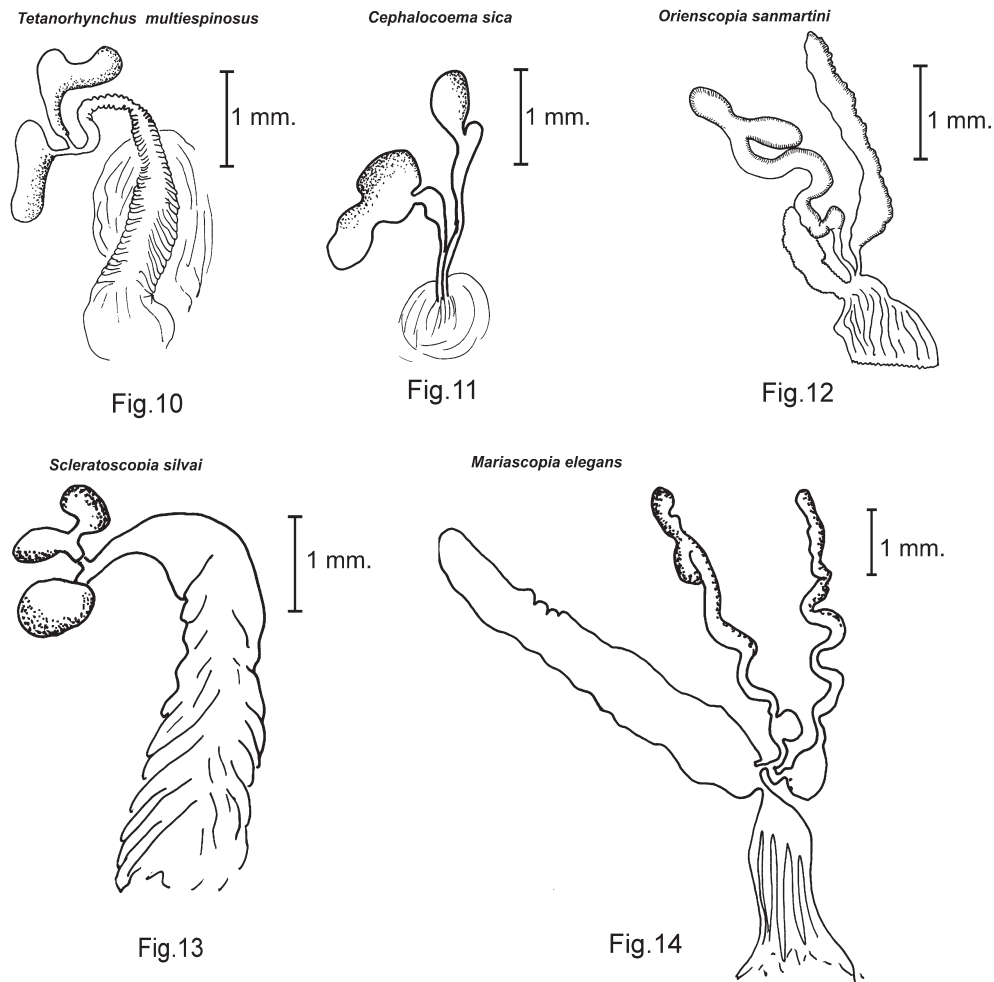 Tetanorhynchus multiespinosus
Cephalocoema sica
Orienscopia sanmartini
1 mm.
1 mm.
1 mm.
Fig.10
Fig.11
Fig.12
Scleratoscopia silvai
Mariascopia elegans
1 mm.
1 mm.
Fig.13
Fig.14